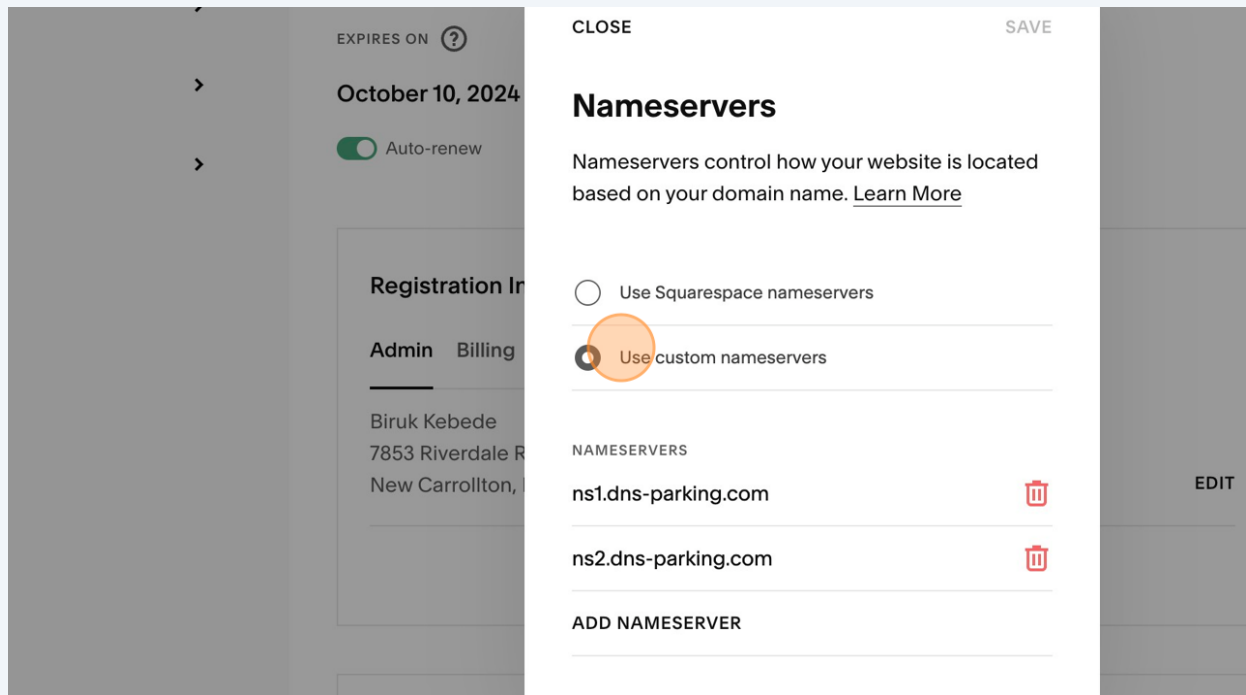 EXPIRES ON ?
October 10, 2024
Auto-renew
Registration
Admin Billing
Biruk Kebede
7853 Riverdale
New Carrollton,
EDIT
CLOSE SAVE
Nameservers
Nameservers control how your website is located
based on your domain name. Learn More
Use Squarespace nameservers
Use custom nameservers
NAMESERVERS
ns1.dns-parking.com
ns2.dns-parking.com
ADD NAMESERVER